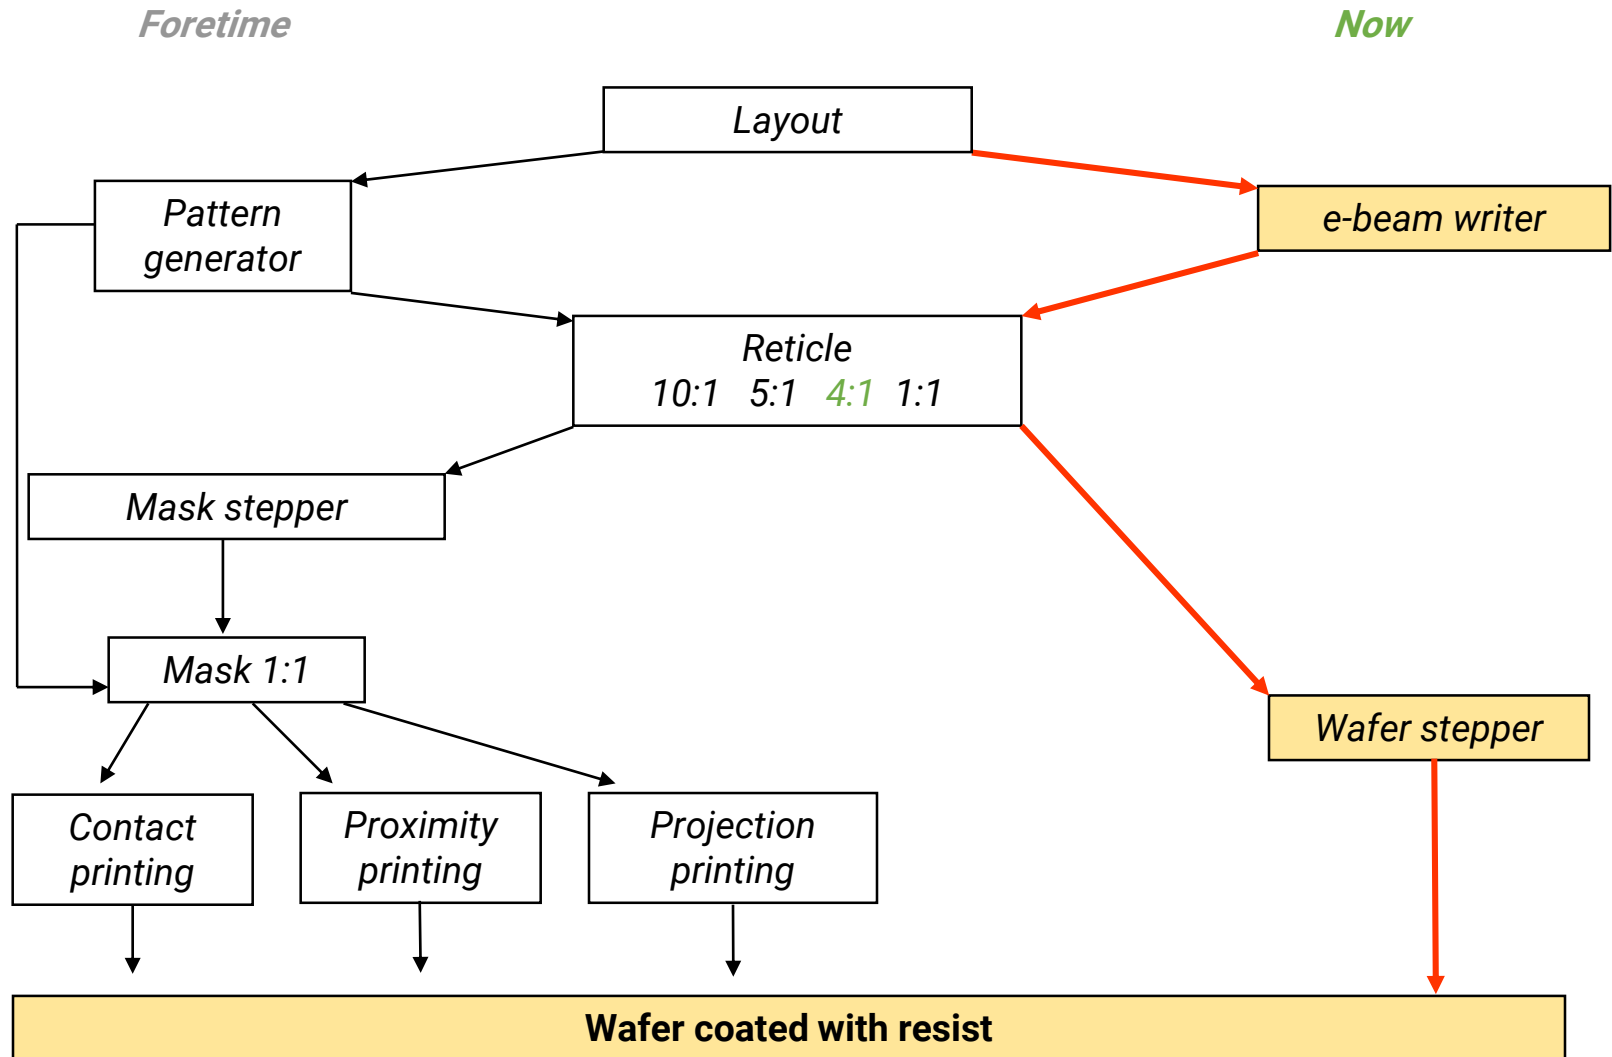 Foretime
Now
Layout
Pattern
generator
e-beam writer
Reticle
10:1 5:1 4:1 1:1
Mask stepper
Mask 1:1
Wafer stepper
Contact
printing
Proximity
printing
Projection
printing
Wafer coated with resist